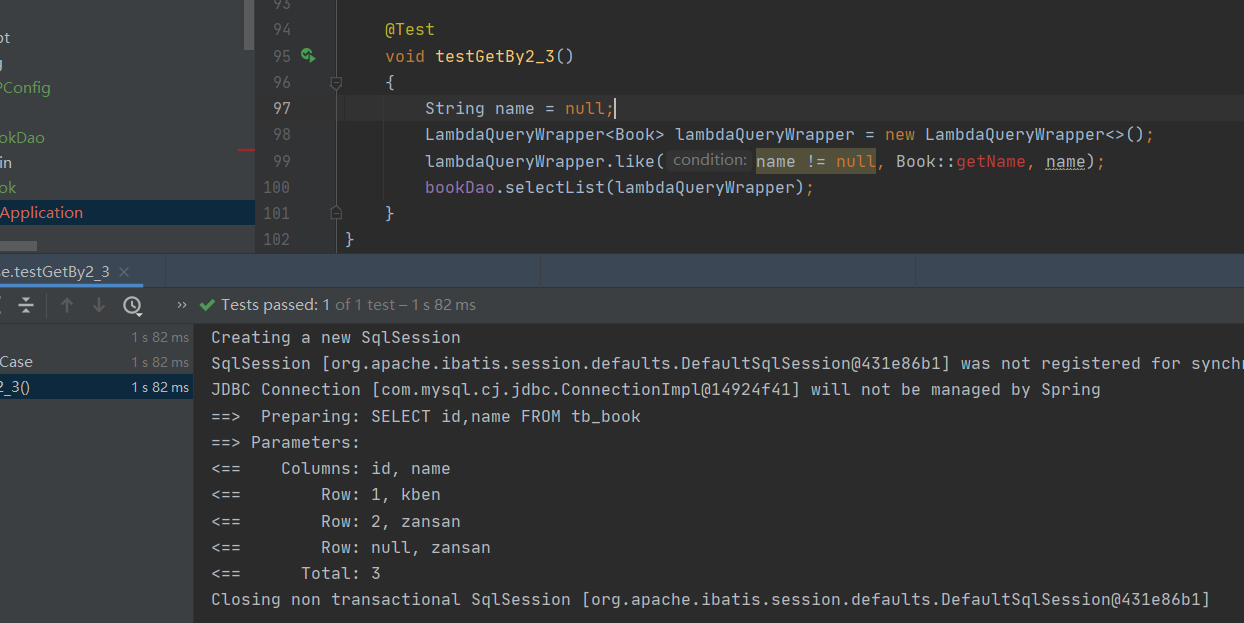 93
94 @Test
95 void testGetBy2_3()
96 {
97 String name = null;
98 LambdaQueryWrapper<Book> lambdaQueryWrapper = new LambdaQueryWrapper<>();
99 lambdaQueryWrapper.like( condition: name != null, Book::getName, name);
100 bookDao.selectList(lambdaQueryWrapper);
101 }
102 }
pt
g
PConfig
okDao
in
ok
Application
e.testGetBy2_3 ×
» Tests passed: 1 of 1 test – 1 s 82 ms
1 s 82 ms
Case 1 s 82 ms
2_3() 1 s 82 ms
Creating a new SqlSession
SqlSession [org.apache.ibatis.session.defaults.DefaultSqlSession@431e86b1] was not registered for synchr
JDBC Connection [com.mysql.cj.jdbc.ConnectionImpl@14924f41] will not be managed by Spring
==>  Preparing: SELECT id,name FROM tb_book
==> Parameters:
<==    Columns: id, name
<==        Row: 1, kben
<==        Row: 2, zansan
<==        Row: null, zansan
<==      Total: 3
Closing non transactional SqlSession [org.apache.ibatis.session.defaults.DefaultSqlSession@431e86b1]